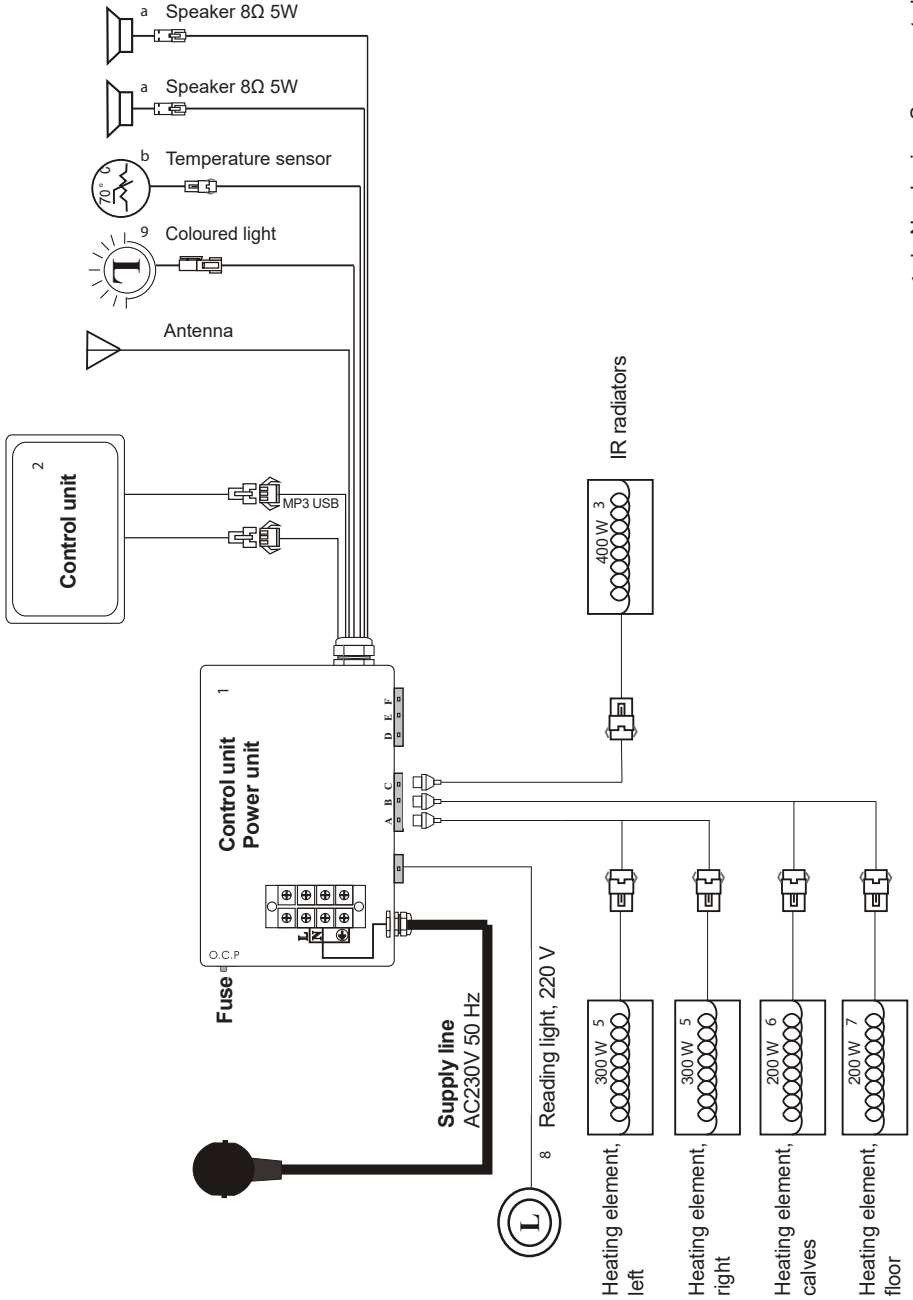 a Speaker 8Ω 5W
a Speaker 8Ω 5W
b Temperature sensor
70° C
9 Coloured light
L
Antenna
2
Control unit
MP3 USB
1
Control unit
Power unit
D E F
A B C
O.C.P
L
N
Fuse
Supply line
AC230V 50 Hz
8 Reading light, 220 V
L
IR radiators
400 W 3
300 W 5
Heating element,
left
300 W 5
Heating element,
right
200 W 6
Heating element
calves
200 W 7
Heating element,
floor